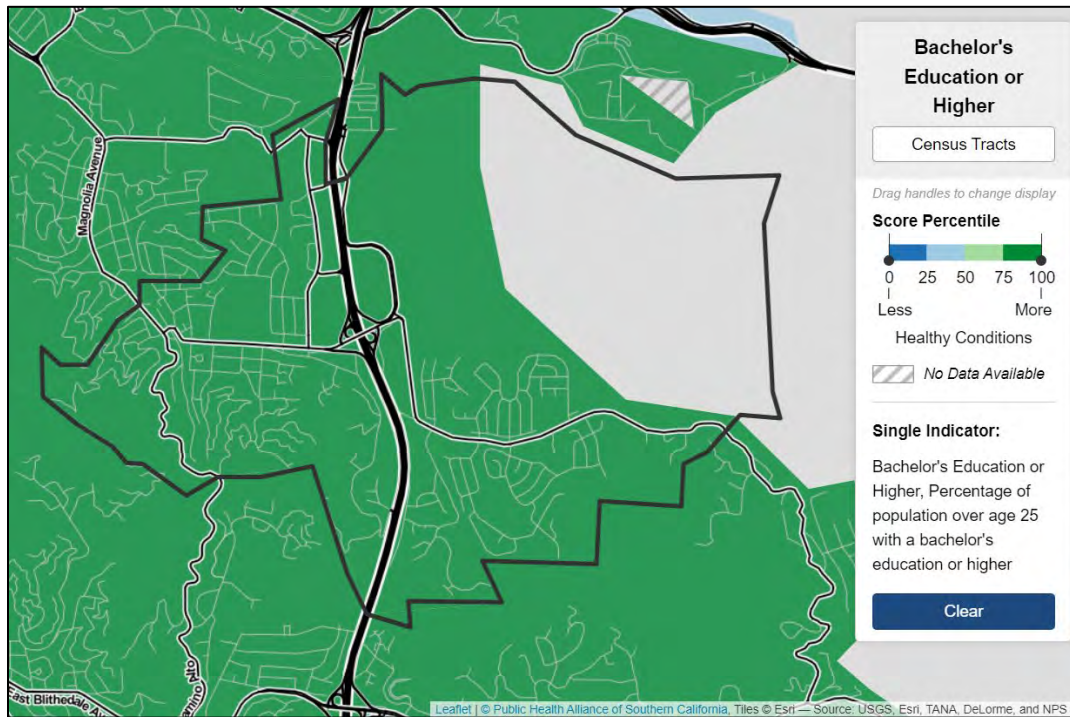 Bachelor's
Education or
Higher
Census Tracts
Drag handles to change display
Score Percentile
0 25 50 75 100
Less More
Healthy Conditions
No Data Available
Single Indicator:
Bachelor's Education or
Higher, Percentage of
population over age 25
with a bachelor's
education or higher
Clear
Magnolia Avenue
East Blithedale Av
amino Alto
Leaflet | © Public Health Alliance of Southern California, Tiles © Esri — Source: USGS, Esri, TANA, DeLorme, and NPS